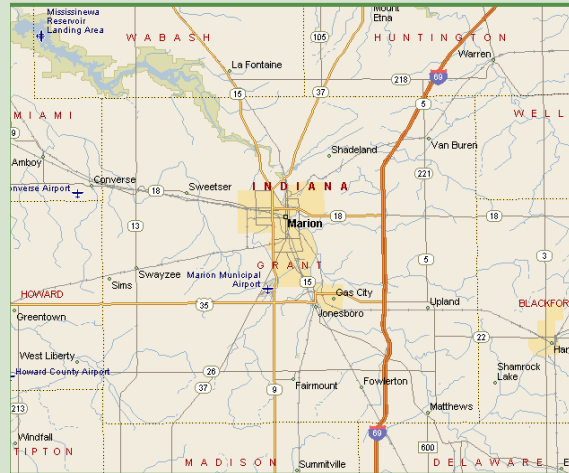 Mississinewa
Reservoir
Landing Area
Mount
Etna
WABASH
105
HUNTINGTON
Warren
La Fontaine
69
218
15
37
5
MIAMI
WELL
9
Shadeland
Van Buren
Amboy
221
Converse
INDIANA
onverse Airport
18
Sweetser
18
18
Marion
13
3
GRANT
5
Swayzee
Marion Municipal
Airport
Sims
15
Gas City
HOWARD
35
Upland
BLACKFOR
Greentown
Jonesboro
22
Har
West Liberty
Shamrock
Lake
Howard County Airport
26
37
9
Fairmount
Fowlerton
213
Matthews
69
Windfall
600
TIPTON
MADISON
Summitville
DELAWARE